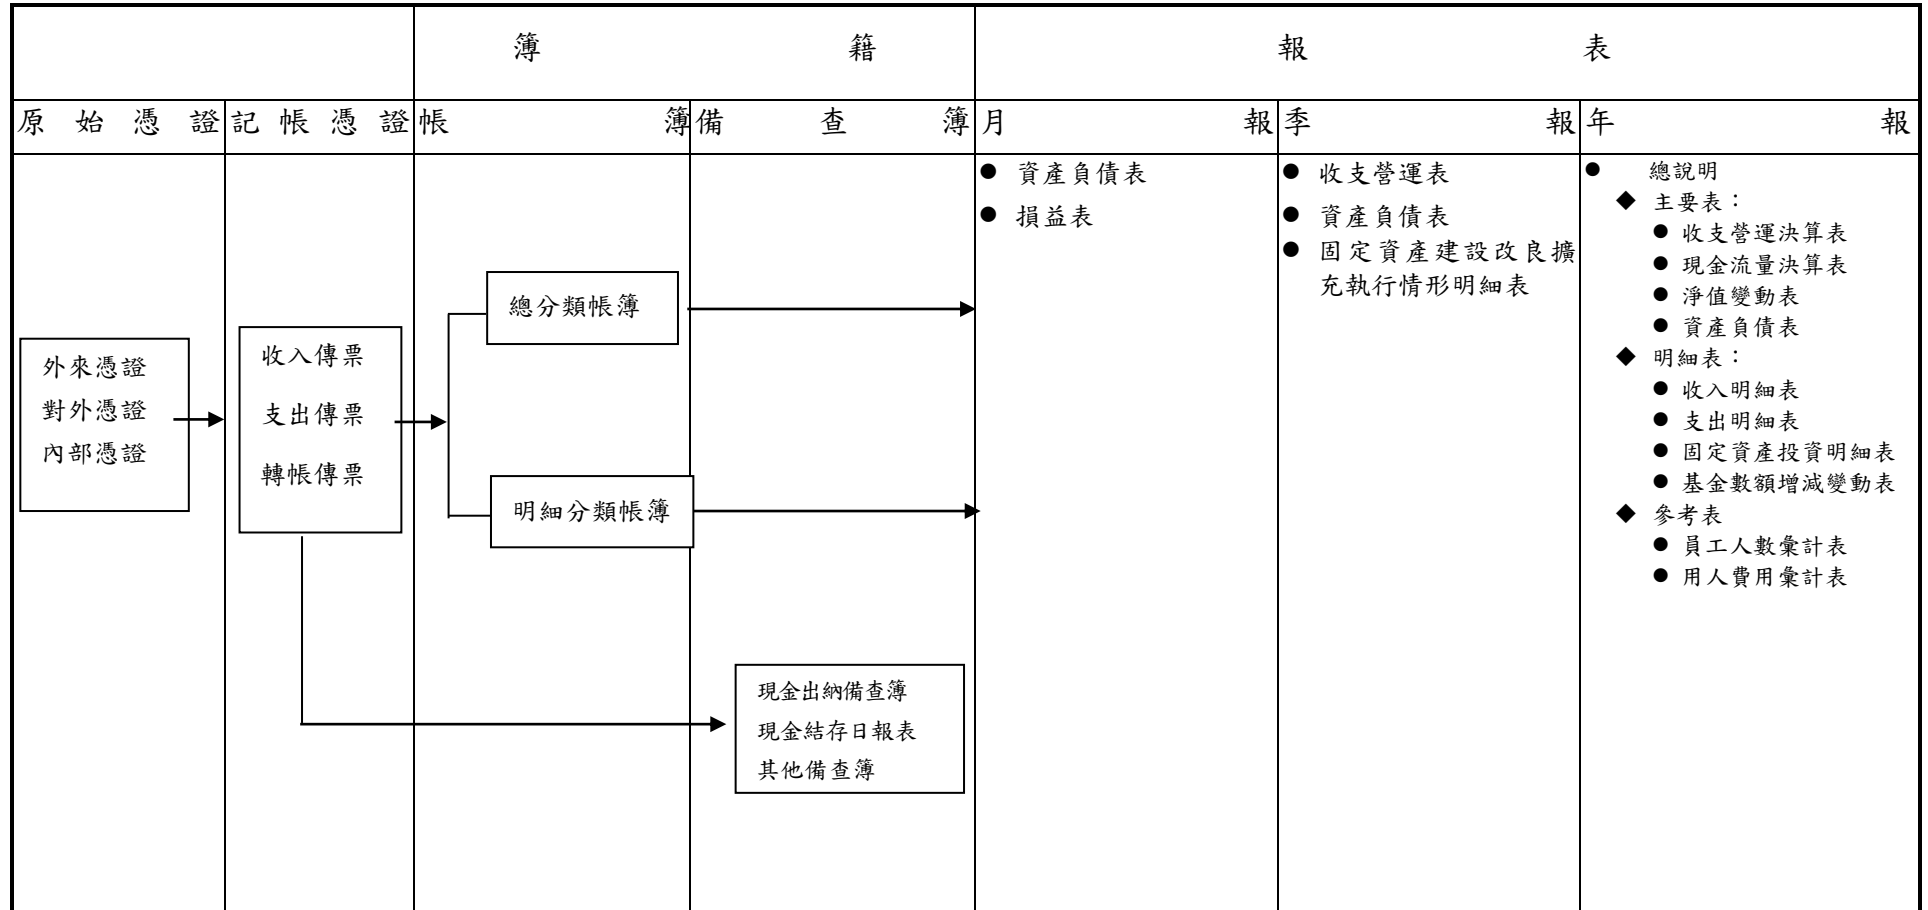 簿籍
報表
原始憑證
記帳憑證
帳簿
備查簿
月報
季報
年報
外來憑證
對外憑證
內部憑證
收入傳票
支出傳票
轉帳傳票
總分類帳簿
明細分類帳簿
現金出納備查簿
現金結存日報表
其他備查簿
● 資產負債表
● 損益表
● 收支營運表
● 資產負債表
● 固定資產建設改良擴
充執行情形明細表
● 總說明
◆ 主要表：
● 收支營運決算表
● 現金流量決算表
● 淨值變動表
● 資產負債表
◆ 明細表：
● 收入明細表
● 支出明細表
● 固定資產投資明細表
● 基金數額增減變動表
◆ 參考表
● 員工人數彙計表
● 用人費用彙計表